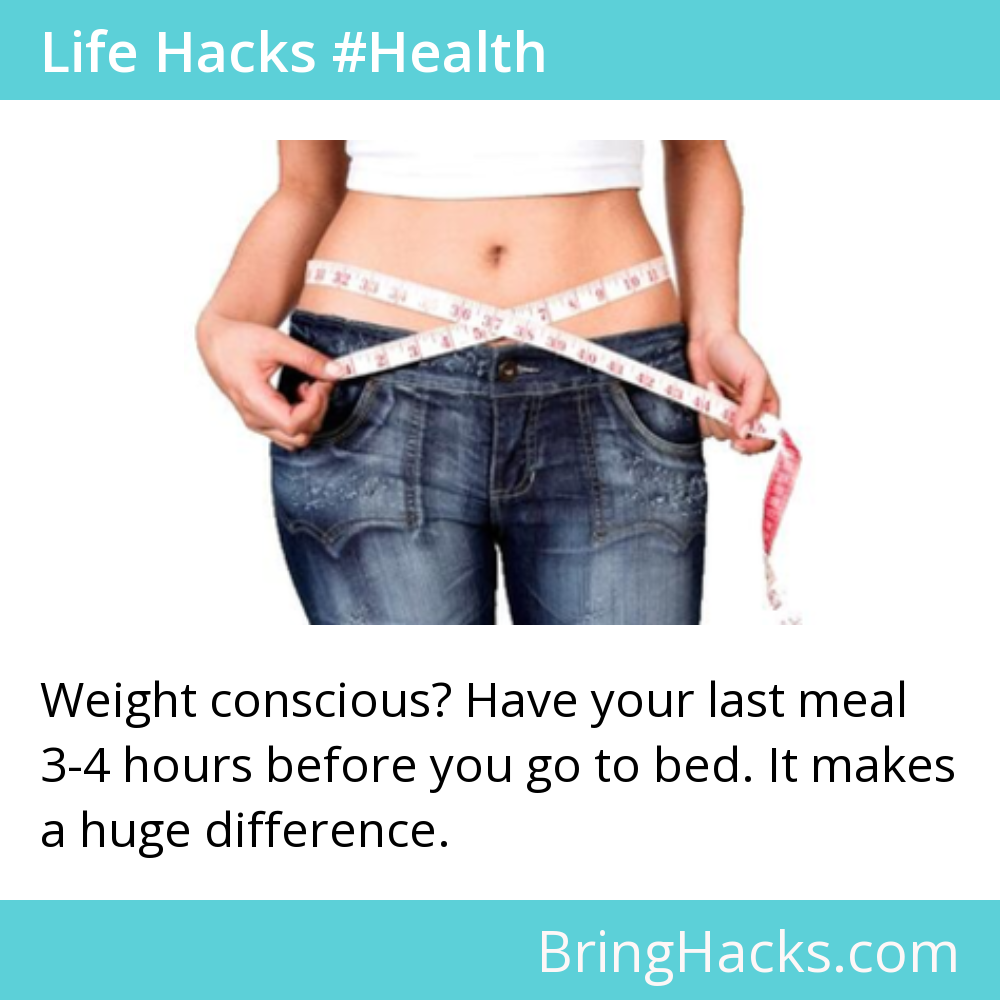 Life Hacks #Health
Weight conscious? Have your last meal
3-4 hours before you go to bed. It makes
a huge difference.
BringHacks.com